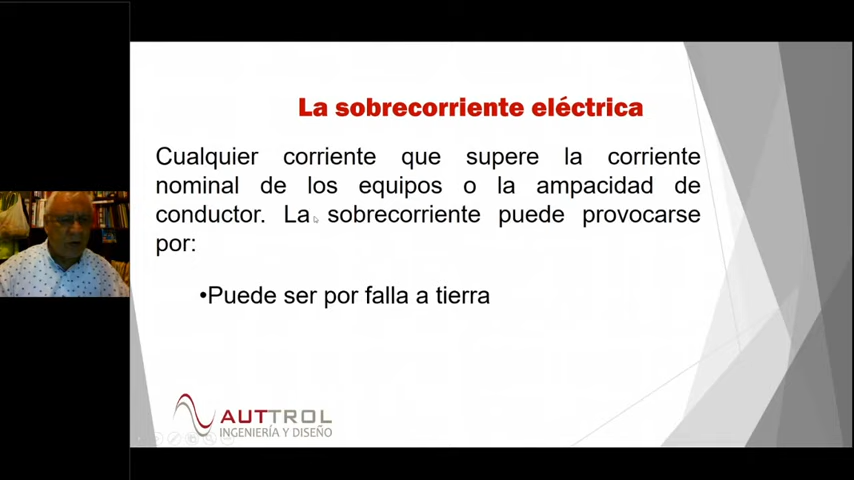 La sobrecorriente eléctrica
Cualquier corriente que supere la corriente
nominal de los equipos o la ampacidad de
conductor. La sobrecorriente puede provocarse
por:
•Puede ser por falla a tierra
AUTTROL
INGENIERÍA Y DISEÑO